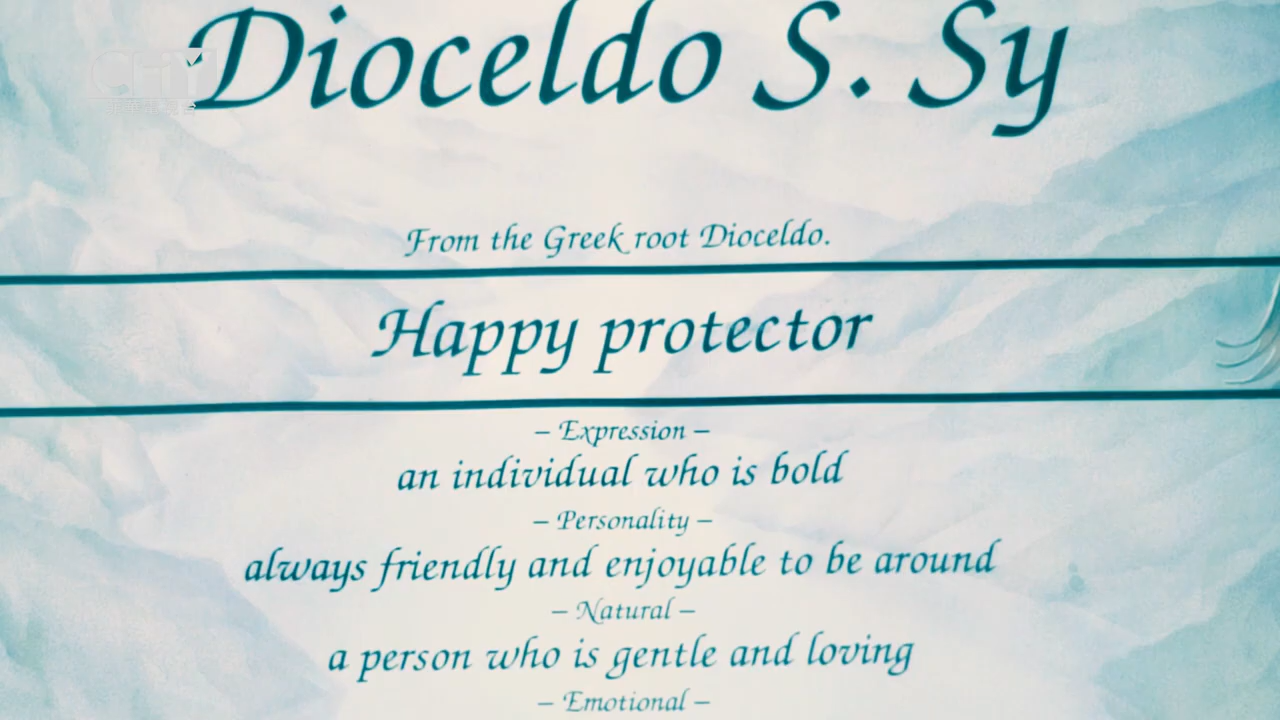 CHTV
Dioceldo S. Sy
From the Greek root Dioceldo.
Happy protector
– Expression –
an individual who is bold
– Personality –
always friendly and enjoyable to be around
– Natural –
a person who is gentle and loving
– Emotional –